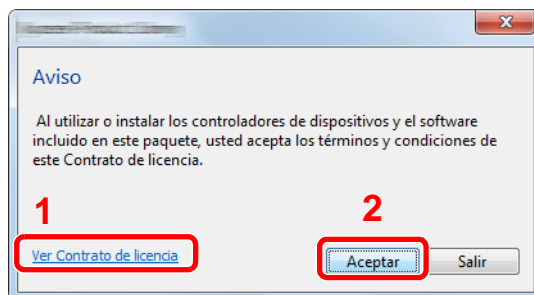 Aviso
Al utilizar o instalar los controladores de dispositivos y el software
incluido en este paquete, usted acepta los términos y condiciones de
este Contrato de licencia.
1
2
Ver Contrato de licencia
Aceptar
Salir